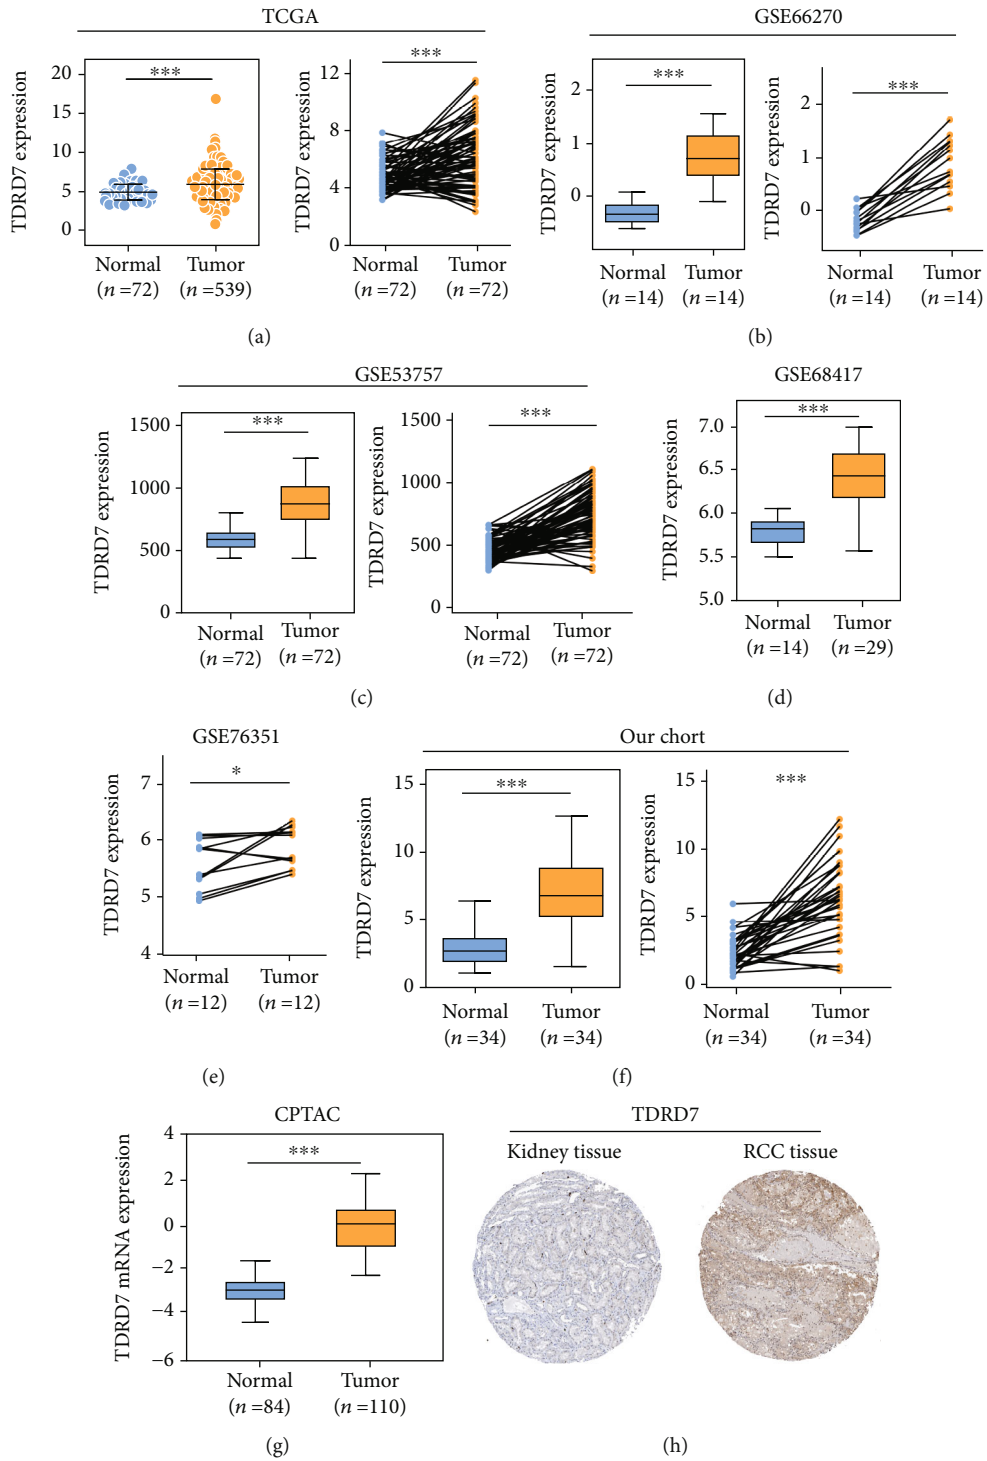 TCGA
TDRD7 expression
20
15
10
5
0
***
Normal
(n =72)
Tumor
(n =539)
TDRD7 expression
12
8
4
0
***
Normal
(n =72)
Tumor
(n =72)
(a)
GSE66270
TDRD7 expression
2
1
0
***
Normal
(n =14)
Tumor
(n =14)
TDRD7 expression
2
1
0
***
Normal
(n =14)
Tumor
(n =14)
(b)
GSE53757
TDRD7 expression
1500
1000
500
0
***
Normal
(n =72)
Tumor
(n =72)
TDRD7 expression
1500
1000
500
0
***
Normal
(n =72)
Tumor
(n =72)
(c)
GSE68417
TDRD7 expression
7.0
6.5
6.0
5.5
5.0
***
Normal
(n =14)
Tumor
(n =29)
(d)
GSE76351
TDRD7 expression
7
6
5
4
*
Normal
(n =12)
Tumor
(n =12)
(e)
Our chort
TDRD7 expression
15
10
5
0
***
Normal
(n =34)
Tumor
(n =34)
TDRD7 expression
15
10
5
0
***
Normal
(n =34)
Tumor
(n =34)
(f)
CPTAC
TDRD7 mRNA expression
4
2
0
−2
−4
−6
***
Normal
(n =84)
Tumor
(n =110)
(g)
TDRD7
Kidney tissue
RCC tissue
(h)